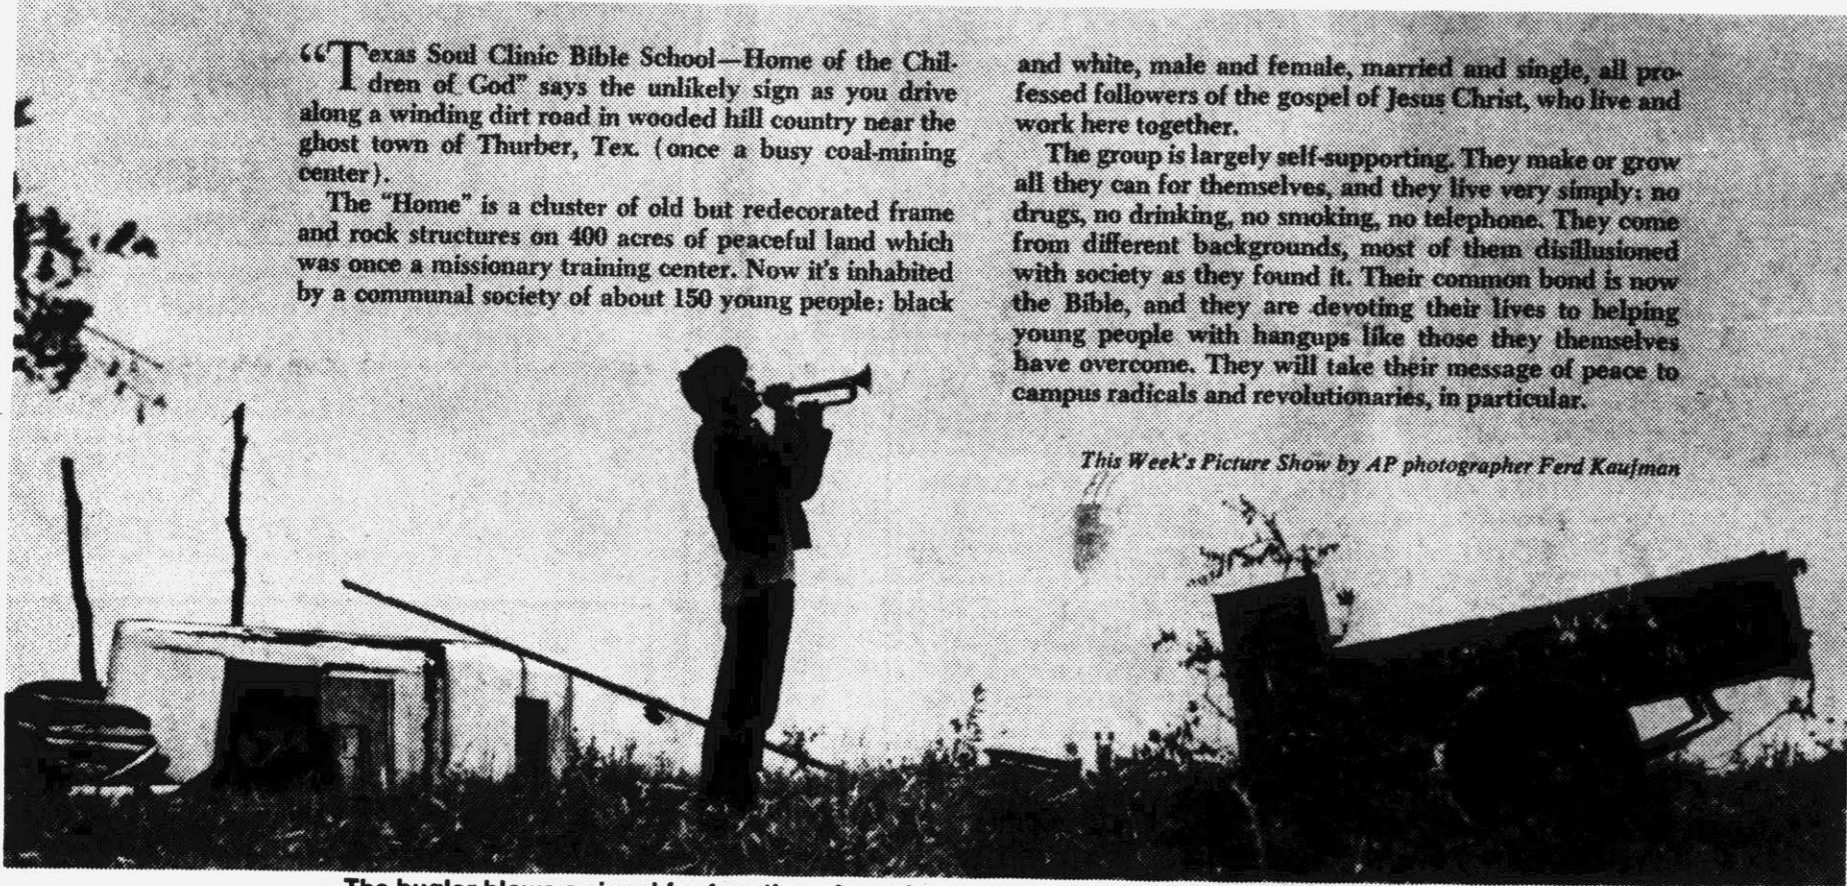 “Texas Soul Clinic Bible School—Home of the Chil-
dren of God” says the unlikely sign as you drive
along a winding dirt road in wooded hill country near the
ghost town of Thurber, Tex. (once a busy coal-mining
center).
The “Home” is a cluster of old but redecorated frame
and rock structures on 400 acres of peaceful land which
was once a missionary training center. Now it’s inhabited
by a communal society of about 150 young people: black
and white, male and female, married and single, all pro-
fessed followers of the gospel of Jesus Christ, who live and
work here together.
The group is largely self-supporting. They make or grow
all they can for themselves, and they live very simply: no
drugs, no drinking, no smoking, no telephone. They come
from different backgrounds, most of them disillusioned
with society as they found it. Their common bond is now
the Bible, and they are devoting their lives to helping
young people with hangups like those they themselves
have overcome. They will take their message of peace to
campus radicals and revolutionaries, in particular.
This Week’s Picture Show by AP photographer Ferd Kaufman
The bugler blows a signal for